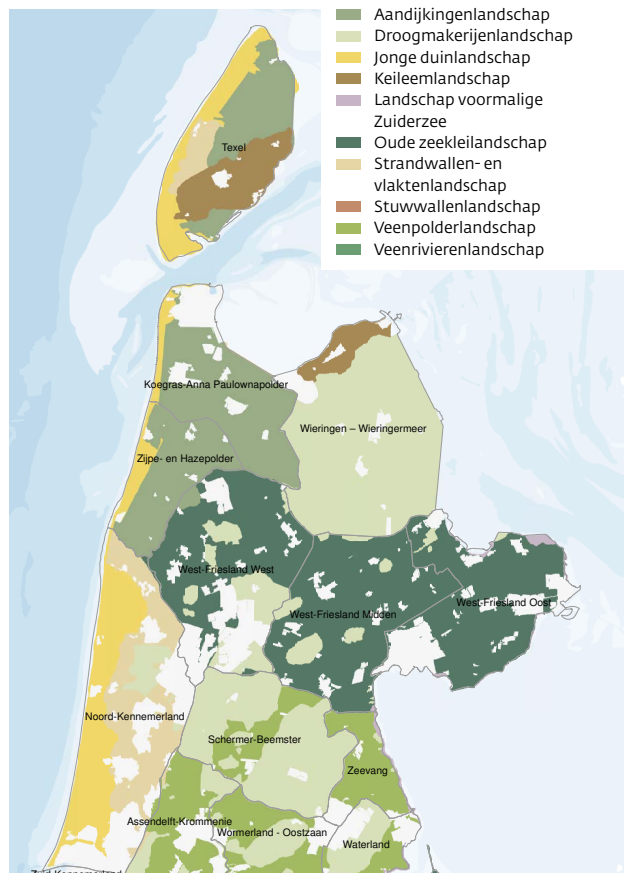 Aandijkingenlandschap
Droogmakerijenlandschap
Jonge duinlandschap
Keileemlandschap
Landschap voormalige
Zuiderzee
Oude zeekleilandschap
Strandwallen- en
vlaktenlandschap
Stuwwallenlandschap
Veenpolderlandschap
Veenrivierenlandschap
Texel
Koegras-Anna Paulownapolder
Wieringen – Wieringermeer
Zijpe- en Hazepolder
West-Friesland West
West-Friesland Midden
West-Friesland Oost
Noord-Kennemerland
Schermer-Beemster
Zeevang
Assendelft-Krommenie
Wormerland - Oostzaan
Waterland
Zuid-Kennemerland